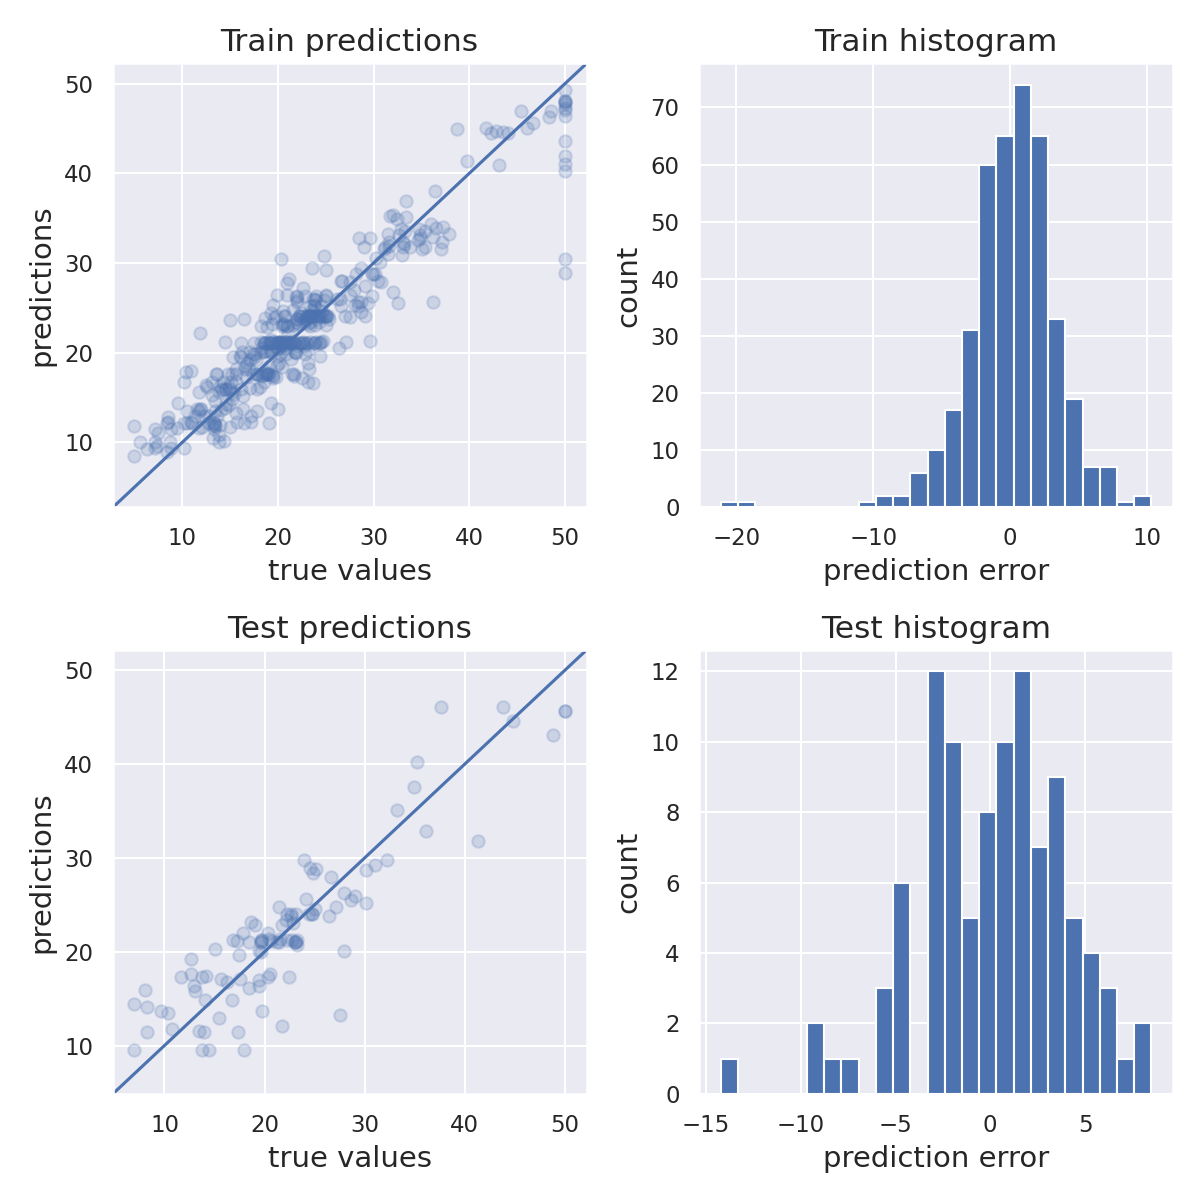 Train predictions
50
40
30
20
10
predictions
10 20 30 40 50
true values
Train histogram
70
60
50
40
30
20
10
0
count
−20 −10 0 10
prediction error
Test predictions
50
40
30
20
10
predictions
10 20 30 40 50
true values
Test histogram
12
10
8
6
4
2
0
count
−15 −10 −5 0 5
prediction error